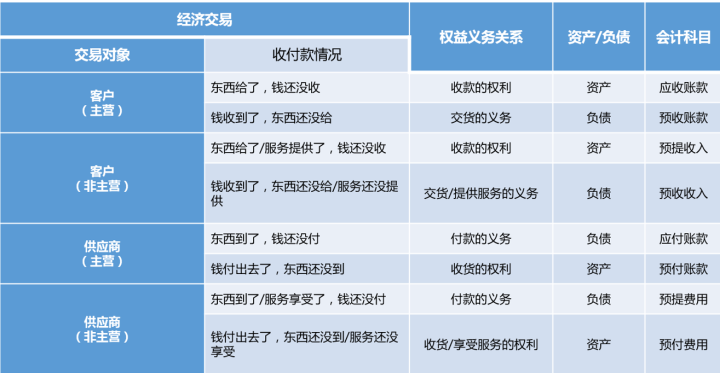 经济交易
权益义务关系
资产/负债
会计科目
交易对象
收付款情况
客户
（主营）
东西给了，钱还没收
收款的权利
资产
应收账款
钱收到了，东西还没给
交货的义务
负债
预收账款
客户
（非主营）
东西给了/服务提供了，钱还没收
收款的权利
资产
预提收入
钱收到了，东西还没给/服务还没提
供
交货/提供服务的义务
负债
预收收入
供应商
（主营）
东西到了，钱还没付
付款的义务
负债
应付账款
钱付出去了，东西还没到
收货的权利
资产
预付账款
供应商
（非主营）
东西到了/服务享受了，钱还没付
付款的义务
负债
预提费用
钱付出去了，东西还没到/服务还没
享受
收货/享受服务的权利
资产
预付费用